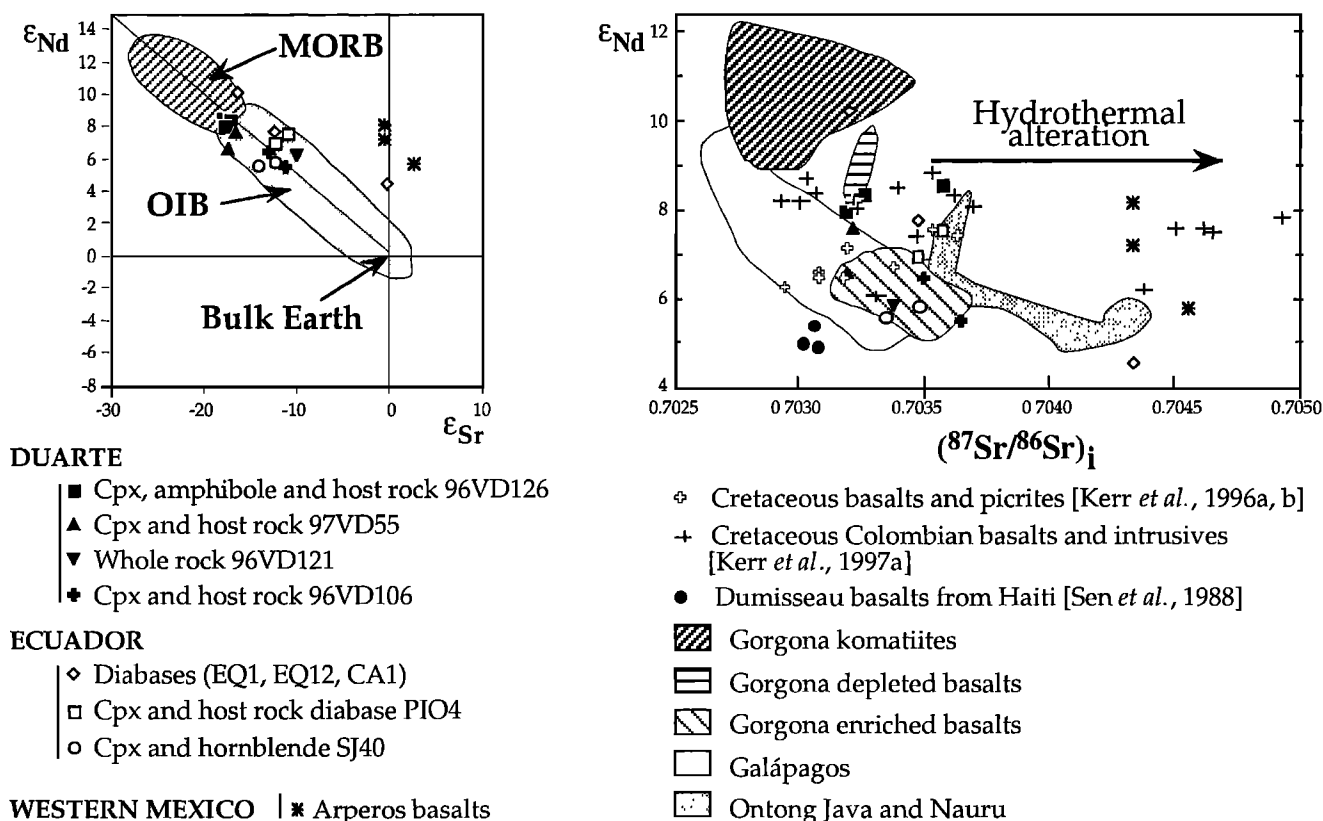 εNd
14
12
10
8
6
4
2
0
-2
-4
-6
-8
-30
-20
-10
0
10
εSr
MORB
OIB
Bulk Earth
εNd
12
10
8
6
4
0.7025
0.7030
0.7035
0.7040
0.7045
0.7050
(87Sr/86Sr)i
Hydrothermal
alteration
DUARTE
Cpx, amphibole and host rock 96VD126
Cpx and host rock 97VD55
Whole rock 96VD121
Cpx and host rock 96VD106
ECUADOR
Diabases (EQ1, EQ12, CA1)
Cpx and host rock diabase PIO4
Cpx and hornblende SJ40
WESTERN MEXICO
Arperos basalts
Cretaceous basalts and picrites [Kerr et al., 1996a, b]
Cretaceous Colombian basalts and intrusives
[Kerr et al., 1997a]
Dumisseau basalts from Haiti [Sen et al., 1988]
Gorgona komatiites
Gorgona depleted basalts
Gorgona enriched basalts
Galápagos
Ontong Java and Nauru